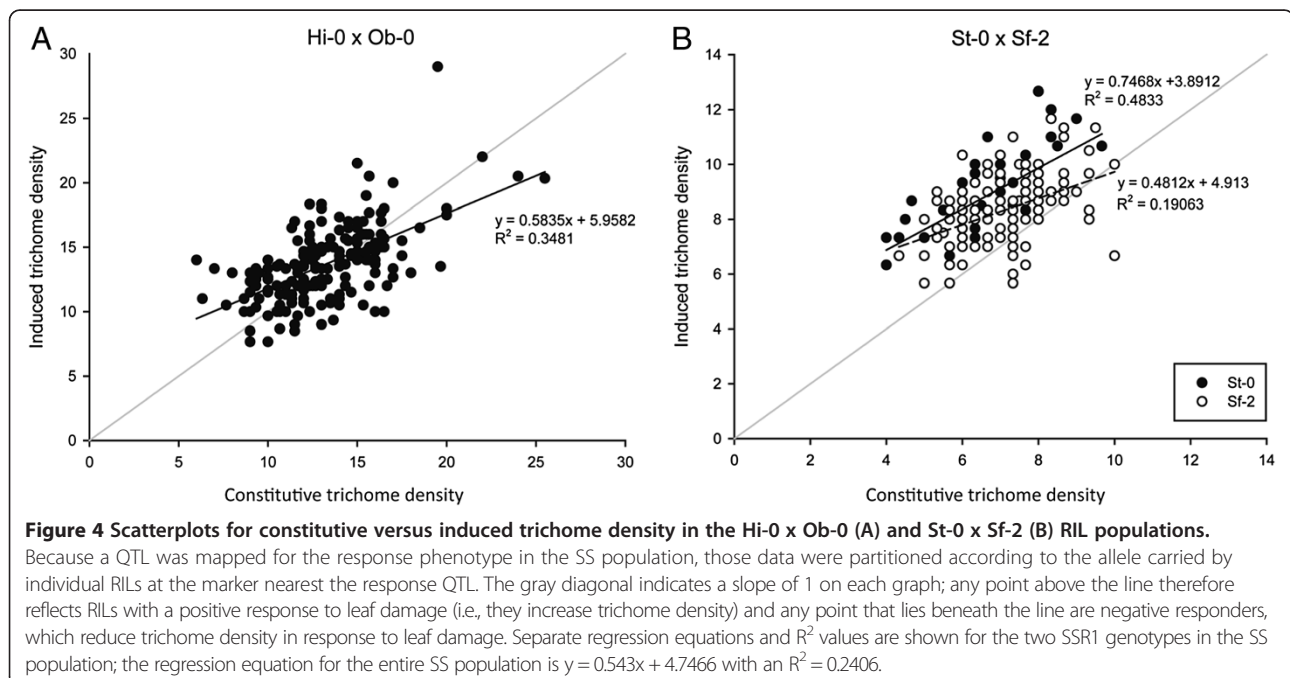 A
Hi-0 x Ob-0
30
25
20
15
10
5
0
Induced trichome density
y = 0.5835x + 5.9582
R² = 0.3481
0 5 10 15 20 25 30
Constitutive trichome density
B
St-0 x Sf-2
14
12
10
8
6
4
2
0
Induced trichome density
y = 0.7468x +3.8912
R² = 0.4833
y = 0.4812x + 4.913
R² = 0.19063
St-0
Sf-2
0 2 4 6 8 10 12 14
Constitutive trichome density
Figure 4 Scatterplots for constitutive versus induced trichome density in the Hi-0 x Ob-0 (A) and St-0 x Sf-2 (B) RIL populations.
Because a QTL was mapped for the response phenotype in the SS population, those data were partitioned according to the allele carried by
individual RILs at the marker nearest the response QTL. The gray diagonal indicates a slope of 1 on each graph; any point above the line therefore
reflects RILs with a positive response to leaf damage (i.e., they increase trichome density) and any point that lies beneath the line are negative responders,
which reduce trichome density in response to leaf damage. Separate regression equations and R² values are shown for the two SSR1 genotypes in the SS
population; the regression equation for the entire SS population is y = 0.543x + 4.7466 with an R² = 0.2406.